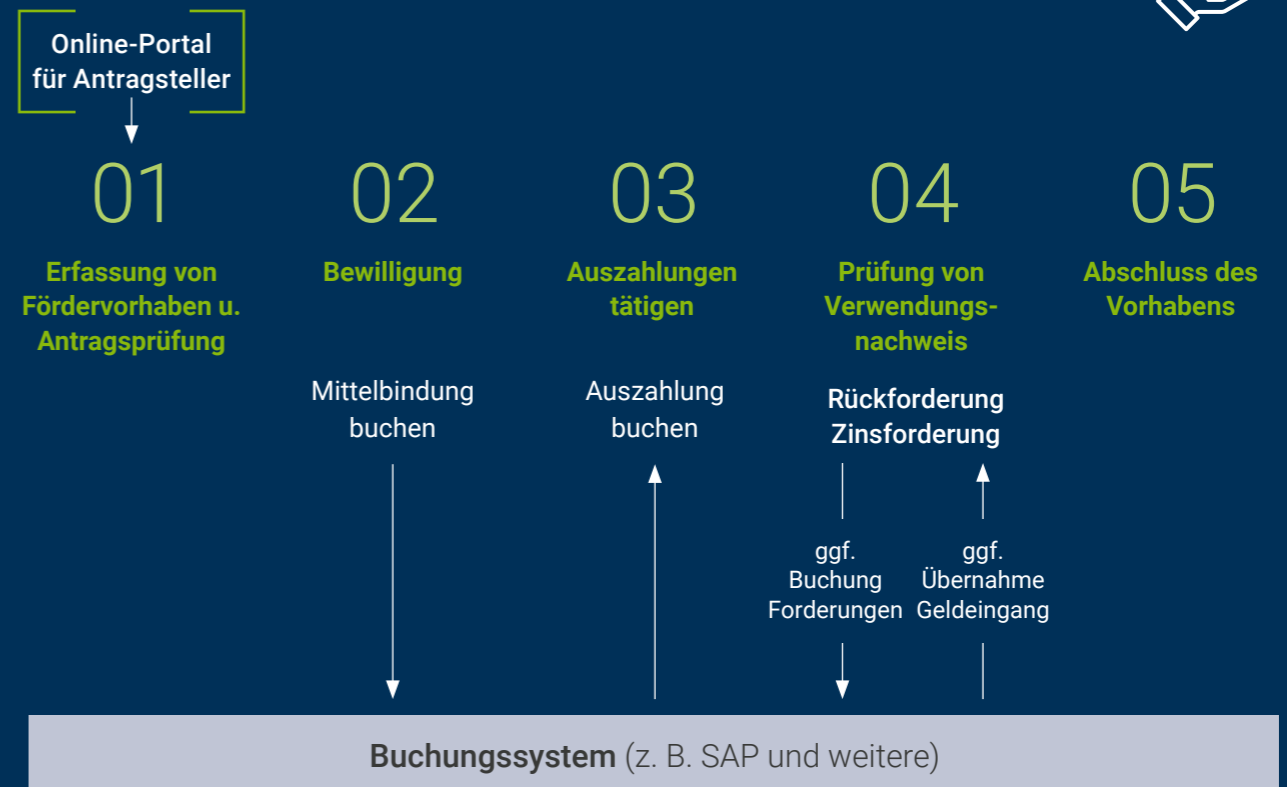 Online-Portal
für Antragsteller
01
Erfassung von
Fördervorhaben u.
Antragsprüfung
02
Bewilligung
Mittelbindung
buchen
03
Auszahlungen
tätigen
Auszahlung
buchen
04
Prüfung von
Verwendungs-
nachweis
Rückforderung
Zinsforderung
ggf.
Buchung
Forderungen
ggf.
Übernahme
Geldeingang
05
Abschluss des
Vorhabens
Buchungssystem (z. B. SAP und weitere)